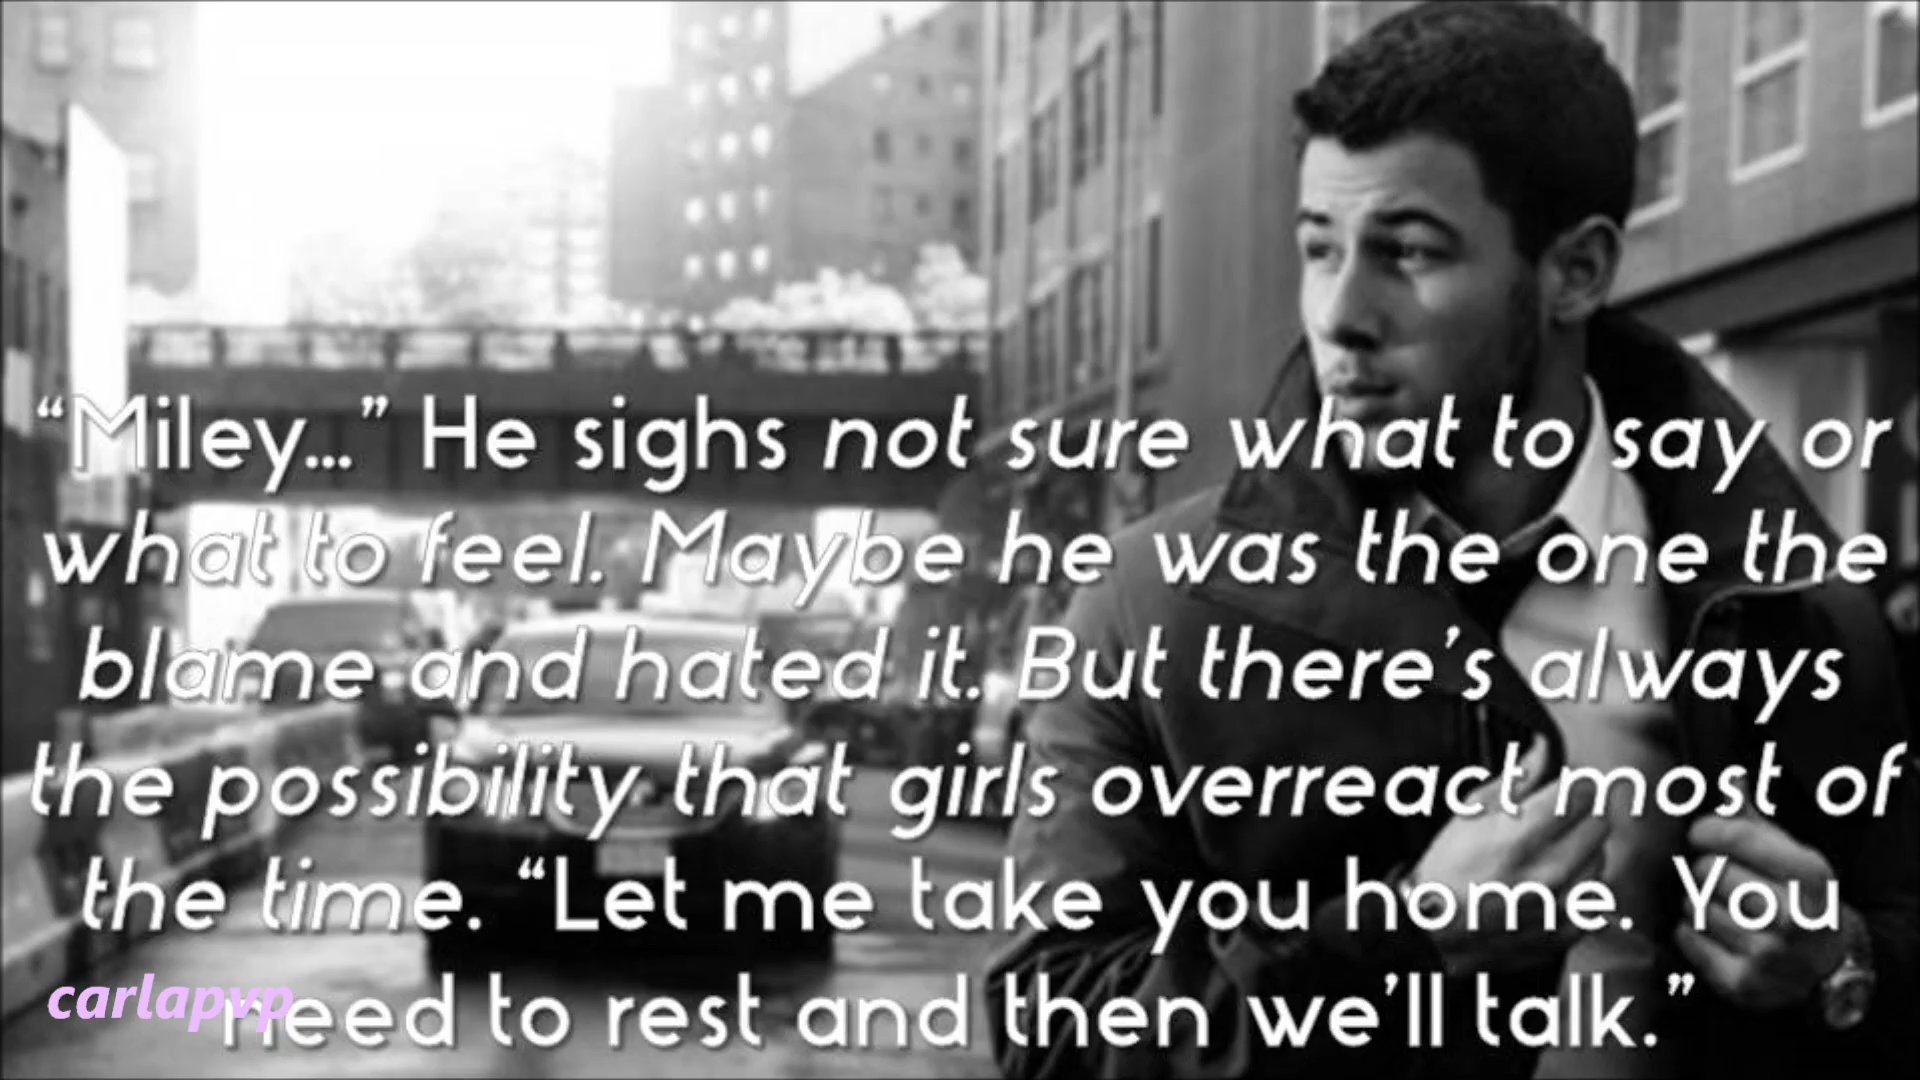 “Miley...” He sighs not sure what to say or
what to feel. Maybe he was the one the
blame and hated it. But there’s always
the possibility that girls overreact most of
the time. “Let me take you home. You
need to rest and then we’ll talk.”
carlapvp